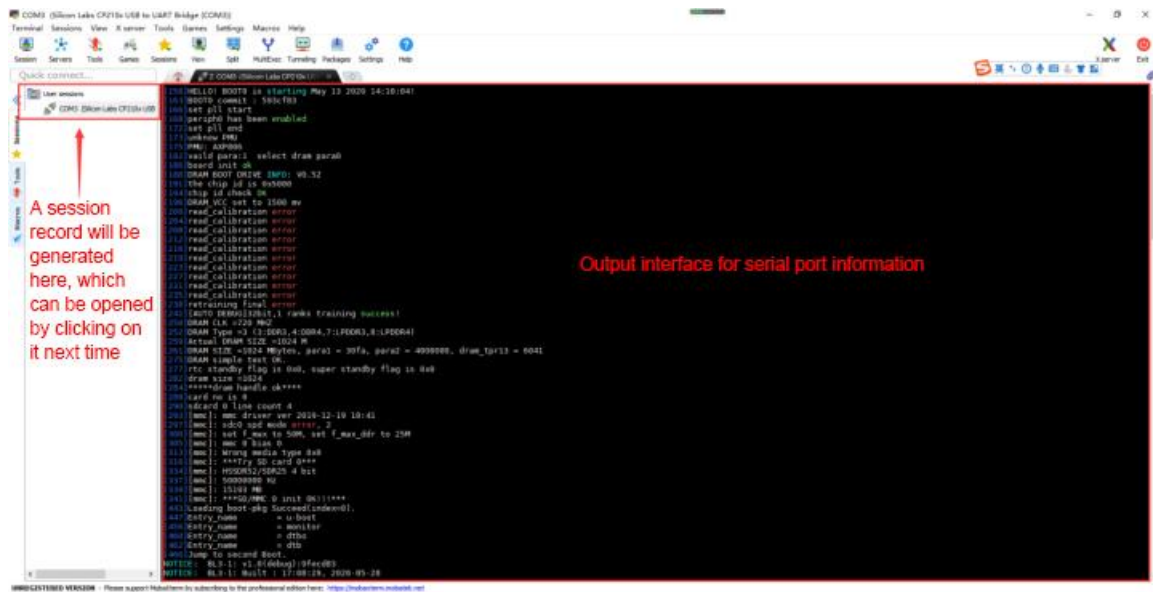 COM3 (Silicon Labs CP210x USB to UART Bridge (COM3))
Terminal Sessions View X server Tools Games Settings Macros Help
Session Servers Tools Games Sessions View Split MultiExec Tunneling Packages Settings Help X server Exit
Quick connect...
2. COM3 (Silicon Labs CP210x U
User sessions
COM3 (Silicon Labs CP210x USB
Sessions
Tools
Macros
A session
record will be
generated
here, which
can be opened
by clicking on
it next time
Output interface for serial port information
HELLO! BOOT0 is starting May 13 2020 14:10:04!
BOOT0 commit :
set pll start
periph0 has been enabled
set pll end
unknow PMU
PMU: AXP806
vaild para:1 select dram para0
board init ok
DRAM BOOT DRIVE INFO: V0.52
the chip id is 0x5000
chip id check OK
DRAM_VCC set to 1500 mv
read_calibration error
read_calibration error
read_calibration error
read_calibration error
read_calibration error
read_calibration error
read_calibration error
read_calibration error
read_calibration error
read_calibration error
retraining final error
[AUTO DEBUG]32bit,1 ranks training success!
DRAM CLK =720 MHZ
DRAM Type =3 (3:DDR3,4:DDR4,7:LPDDR3,8:LPDDR4)
Actual DRAM SIZE =1024 M
DRAM SIZE =1024 MBytes, para1 = 30fa, para2 = 4000000, dram_tpr13 = 6041
DRAM simple test OK.
rtc standby flag is 0x0, super standby flag is 0x0
dram size =1024
*****dram handle ok****
card no is 0
sdcard 0 line count 4
[mmc]: mmc driver ver 2019-12-19 10:41
[mmc]: sdc0 spd mode error, 2
[mmc]: set f_max to 50M, set f_max_ddr to 25M
[mmc]: mmc 0 bias 0
[mmc]: Wrong media type 0x0
[mmc]: ***Try SD card 0***
[mmc]: HSSDR52/SDR25 4 bit
[mmc]: 50000000 Hz
[mmc]: 15193 MB
[mmc]: ***SD/MMC 0 init OK!!!***
Loading boot-pkg Succeed(index=0).
Entry_name = u-boot
Entry_name = monitor
Entry_name = dtbo
Entry_name = dtb
Jump to second Boot.
NOTICE: BL3-1: v1.0(debug):9fecd83
NOTICE: BL3-1: Built : 17:08:29, 2020-05-28
UNREGISTERED VERSION - Please support MobaXterm by subscribing to the professional edition here: https://mobaxterm.mobatek.net